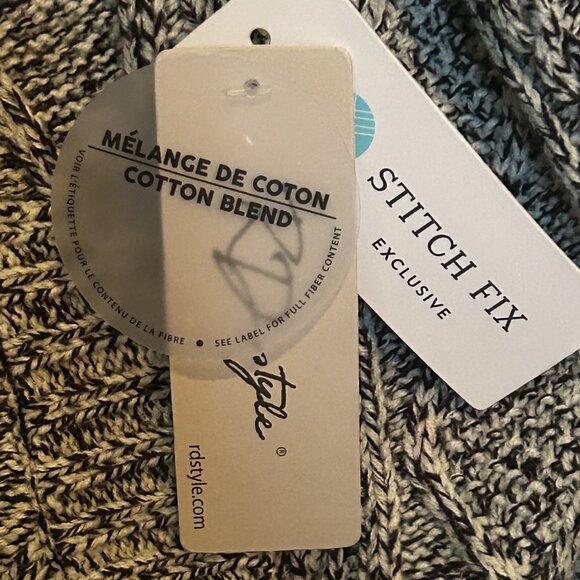 MÉLANGE DE COTON
COTTON BLEND
VOIR L'ÉTIQUETTE POUR LE CONTENU DE LA FIBRE • SEE LABEL FOR FULL FIBER CONTENT
style®
rdstyle.com
STITCH FIX
EXCLUSIVE